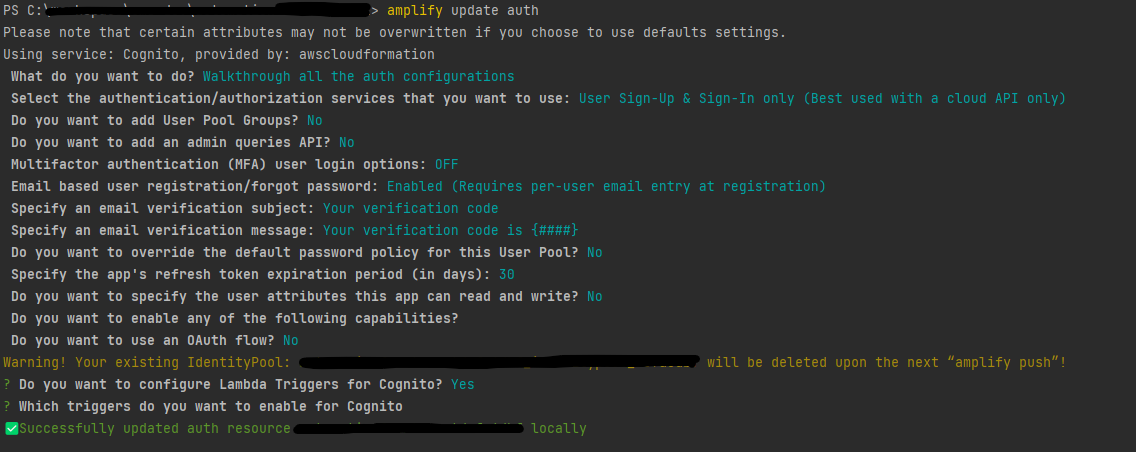 PS C:\ > amplify update auth
Please note that certain attributes may not be overwritten if you choose to use defaults settings.
Using service: Cognito, provided by: awscloudformation
What do you want to do? Walkthrough all the auth configurations
Select the authentication/authorization services that you want to use: User Sign-Up & Sign-In only (Best used with a cloud API only)
Do you want to add User Pool Groups? No
Do you want to add an admin queries API? No
Multifactor authentication (MFA) user login options: OFF
Email based user registration/forgot password: Enabled (Requires per-user email entry at registration)
Specify an email verification subject: Your verification code
Specify an email verification message: Your verification code is {####}
Do you want to override the default password policy for this User Pool? No
Specify the app's refresh token expiration period (in days): 30
Do you want to specify the user attributes this app can read and write? No
Do you want to enable any of the following capabilities?
Do you want to use an OAuth flow? No
Warning! Your existing IdentityPool: will be deleted upon the next “amplify push”!
? Do you want to configure Lambda Triggers for Cognito? Yes
? Which triggers do you want to enable for Cognito
✅Successfully updated auth resource locally